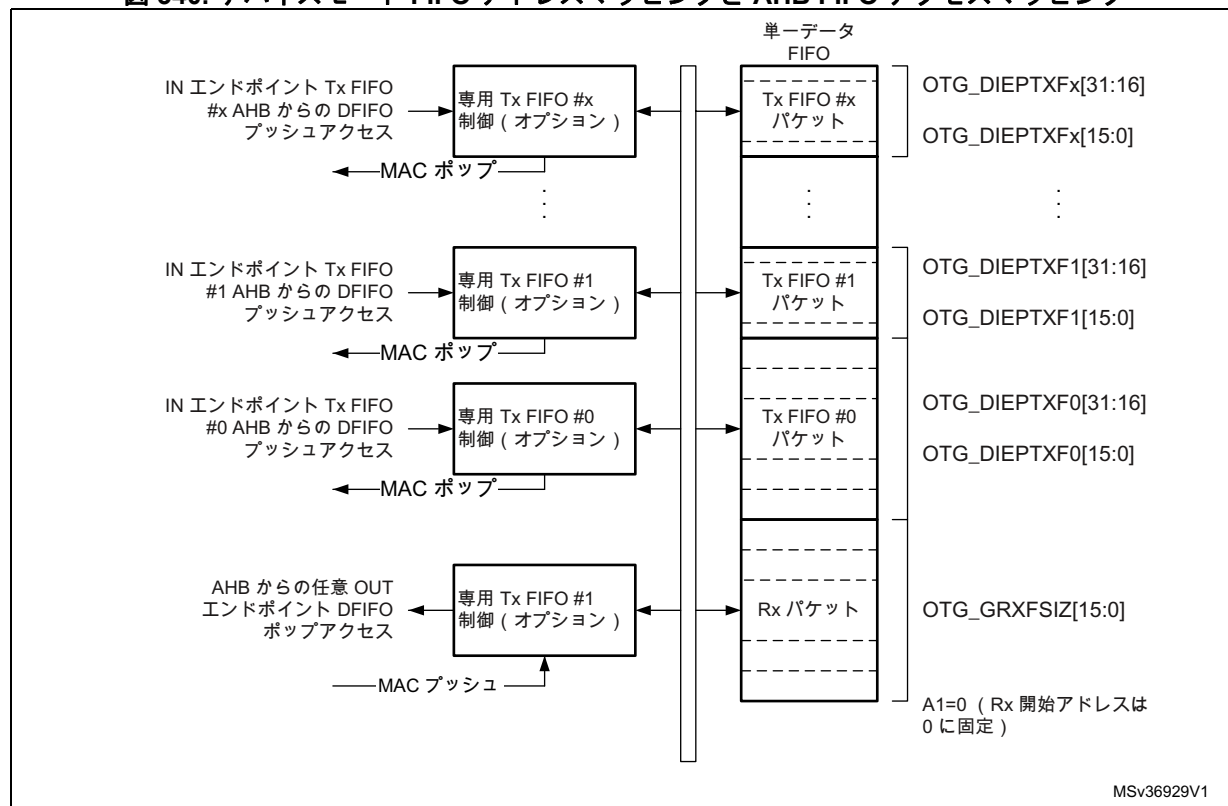 単一データ
FIFO
IN エンドポイント Tx FIFO
#x AHB からの DFIFO
プッシュアクセス
専用 Tx FIFO #x
制御 ( オプション )
MAC ポップ
Tx FIFO #x
パケット
OTG_DIEPTXFx[31:16]
OTG_DIEPTXFx[15:0]
IN エンドポイント Tx FIFO
#1 AHB からの DFIFO
プッシュアクセス
専用 Tx FIFO #1
制御 ( オプション )
MAC ポップ
Tx FIFO #1
パケット
OTG_DIEPTXF1[31:16]
OTG_DIEPTXF1[15:0]
IN エンドポイント Tx FIFO
#0 AHB からの DFIFO
プッシュアクセス
専用 Tx FIFO #0
制御 ( オプション )
MAC ポップ
Tx FIFO #0
パケット
OTG_DIEPTXF0[31:16]
OTG_DIEPTXF0[15:0]
AHB からの任意 OUT
エンドポイント DFIFO
ポップアクセス
専用 Tx FIFO #1
制御 ( オプション )
MAC プッシュ
Rx パケット
OTG_GRXFSIZ[15:0]
A1=0 ( Rx 開始アドレスは
0 に固定 )
MSv36929V1